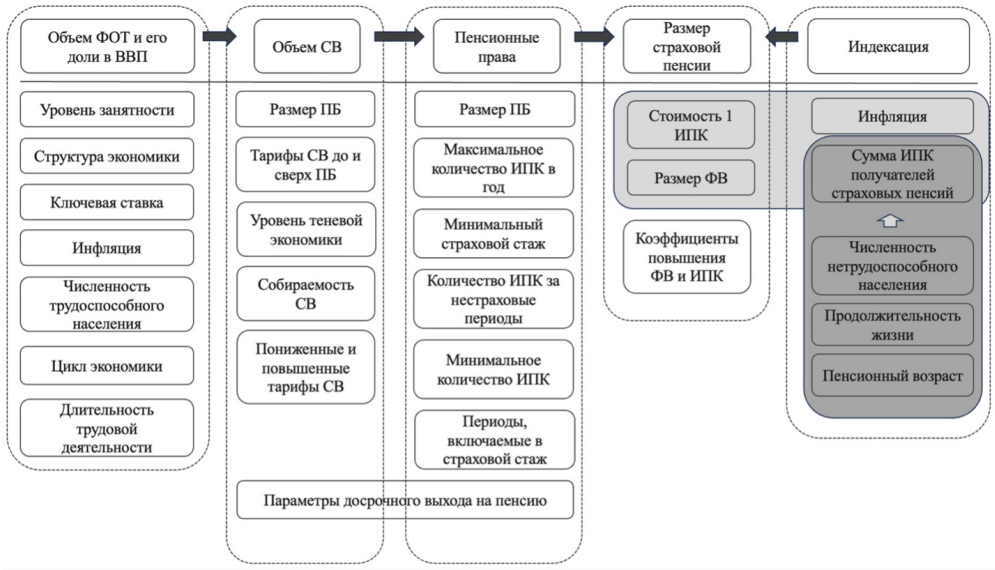 Объем ФОТ и его
доли в ВВП
Объем СВ
Пенсионные
права
Размер
страховой
пенсии
Индексация
Уровень занятности
Структура экономики
Ключевая ставка
Инфляция
Численность
трудоспособного
населения
Цикл экономики
Длительность
трудовой
деятельности
Размер ПБ
Тарифы СВ до и
сверх ПБ
Уровень теневой
экономики
Собираемость
СВ
Пониженные и
повышенные
тарифы СВ
Размер ПБ
Максимальное
количество ИПК в
год
Минимальный
страховой стаж
Количество ИПК за
нестраховые
периоды
Минимальное
количество ИПК
Периоды,
включаемые в
страховой стаж
Параметры досрочного выхода на пенсию
Стоимость 1
ИПК
Размер ФВ
Коэффициенты
повышения
ФВ и ИПК
Инфляция
Сумма ИПК
получателей
страховых пенсий
Численность
нетрудоспособного
населения
Продолжительность
жизни
Пенсионный возраст